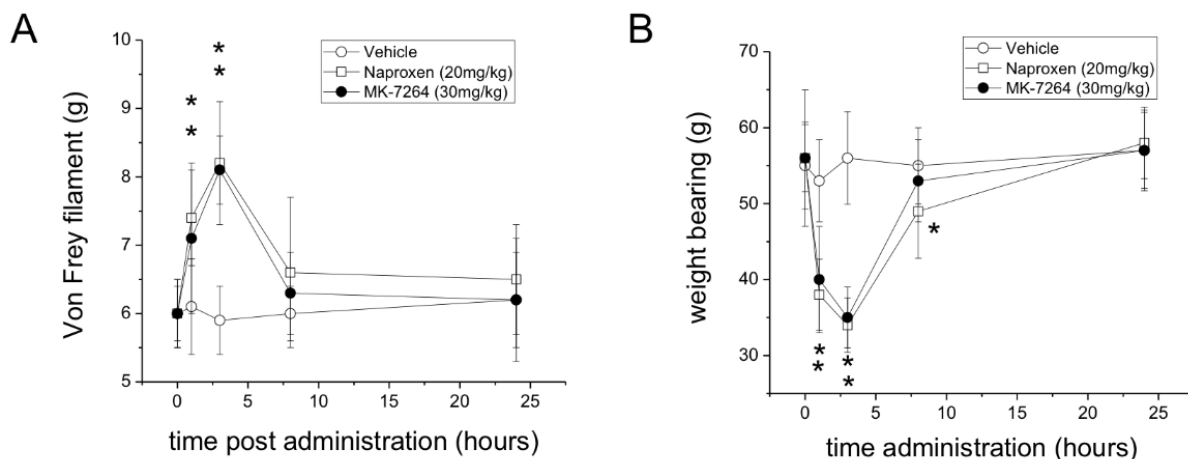 A
Von Frey filament (g)
10
9
8
7
6
5
Vehicle
Naproxen (20mg/kg)
MK-7264 (30mg/kg)
* *
* *
0 5 10 15 20 25
time post administration (hours)
B
weight bearing (g)
70
60
50
40
30
Vehicle
Naproxen (20mg/kg)
MK-7264 (30mg/kg)
*
* *
* *
0 5 10 15 20 25
time administration (hours)